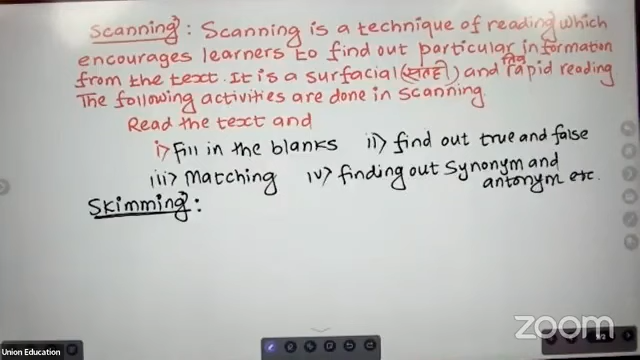 Scanning : Scanning is a technique of reading which
encourages learners to find out particular information
from the text. It is a surfacial (सतही) and rapid reading
The following activities are done in scanning.
Read the text and
i) Fill in the blanks ii) find out true and false
iii) Matching iv) finding out synonym and
antonym etc.
Skimming :
Union Education
zoom